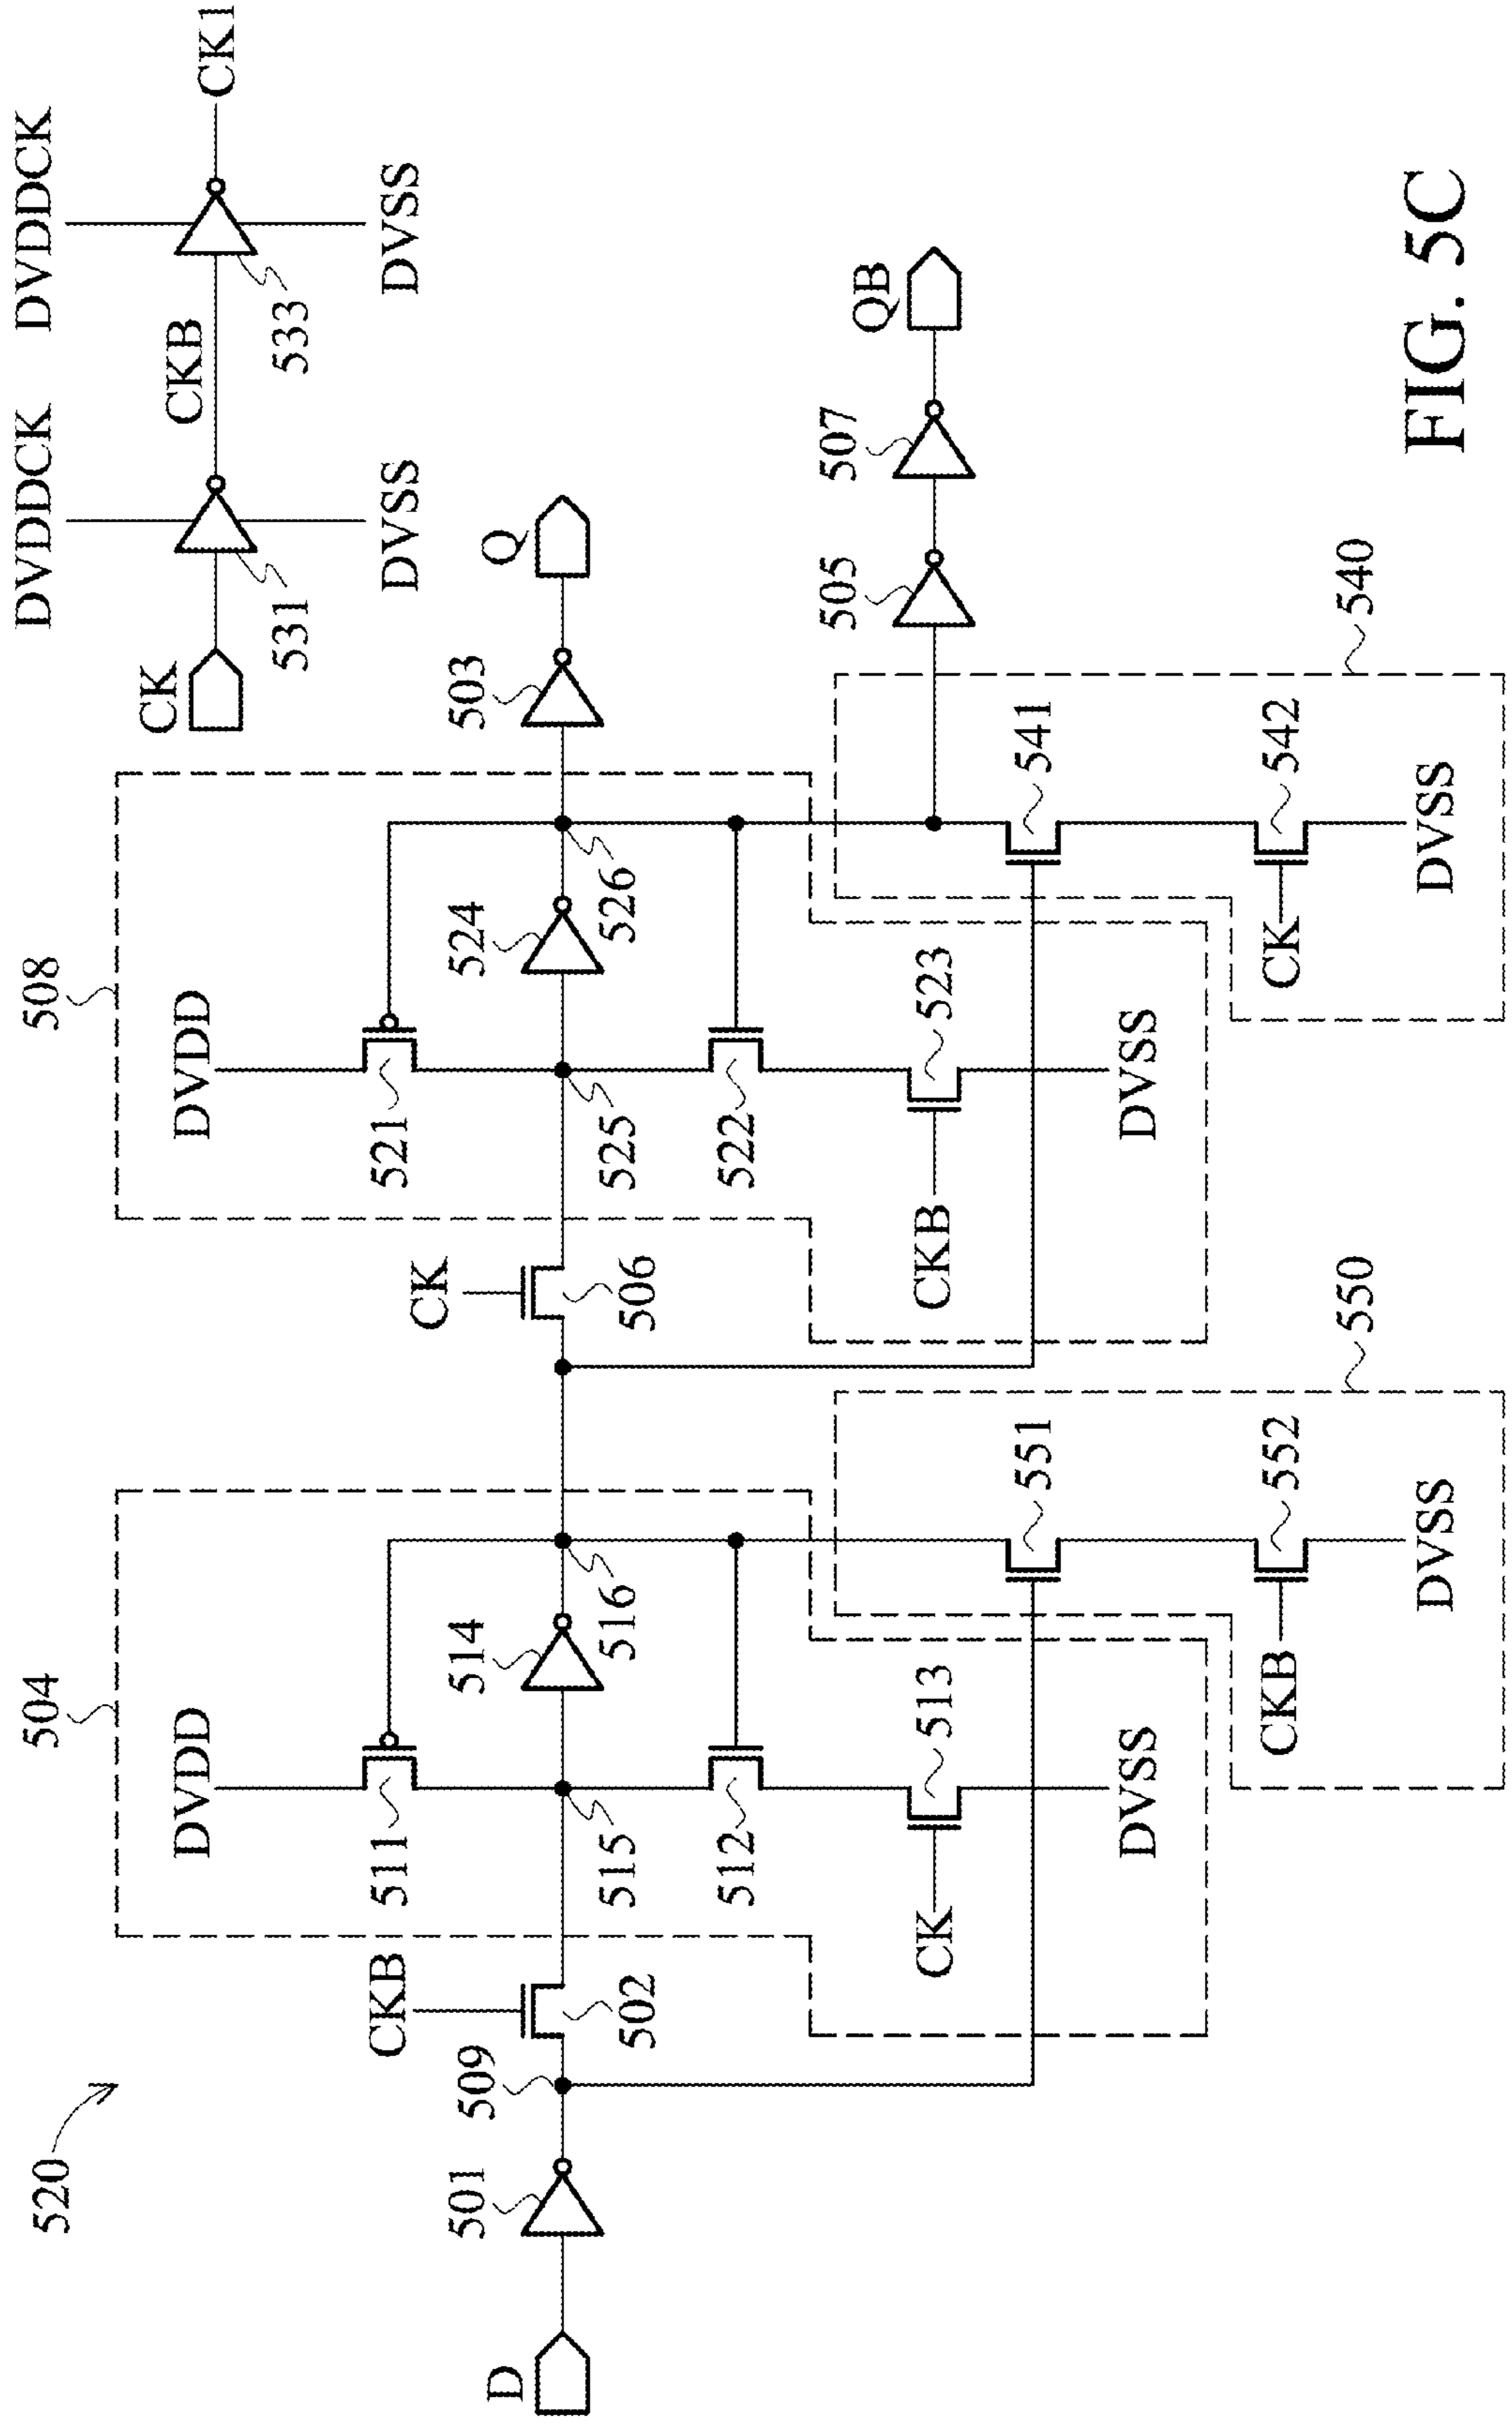 520
DVDDCK
DVDDCK
CK
CKB
CK1
531
533
DVSS
DVSS
504
508
DVDD
DVDD
511
521
CKB
CK
D
501
509
502
514
506
524
503
Q
515
516
525
526
512
522
CK
513
CKB
523
505
507
QB
551
541
DVSS
DVSS
CKB
552
CK
542
550
540
DVSS
DVSS
FIG. 5C